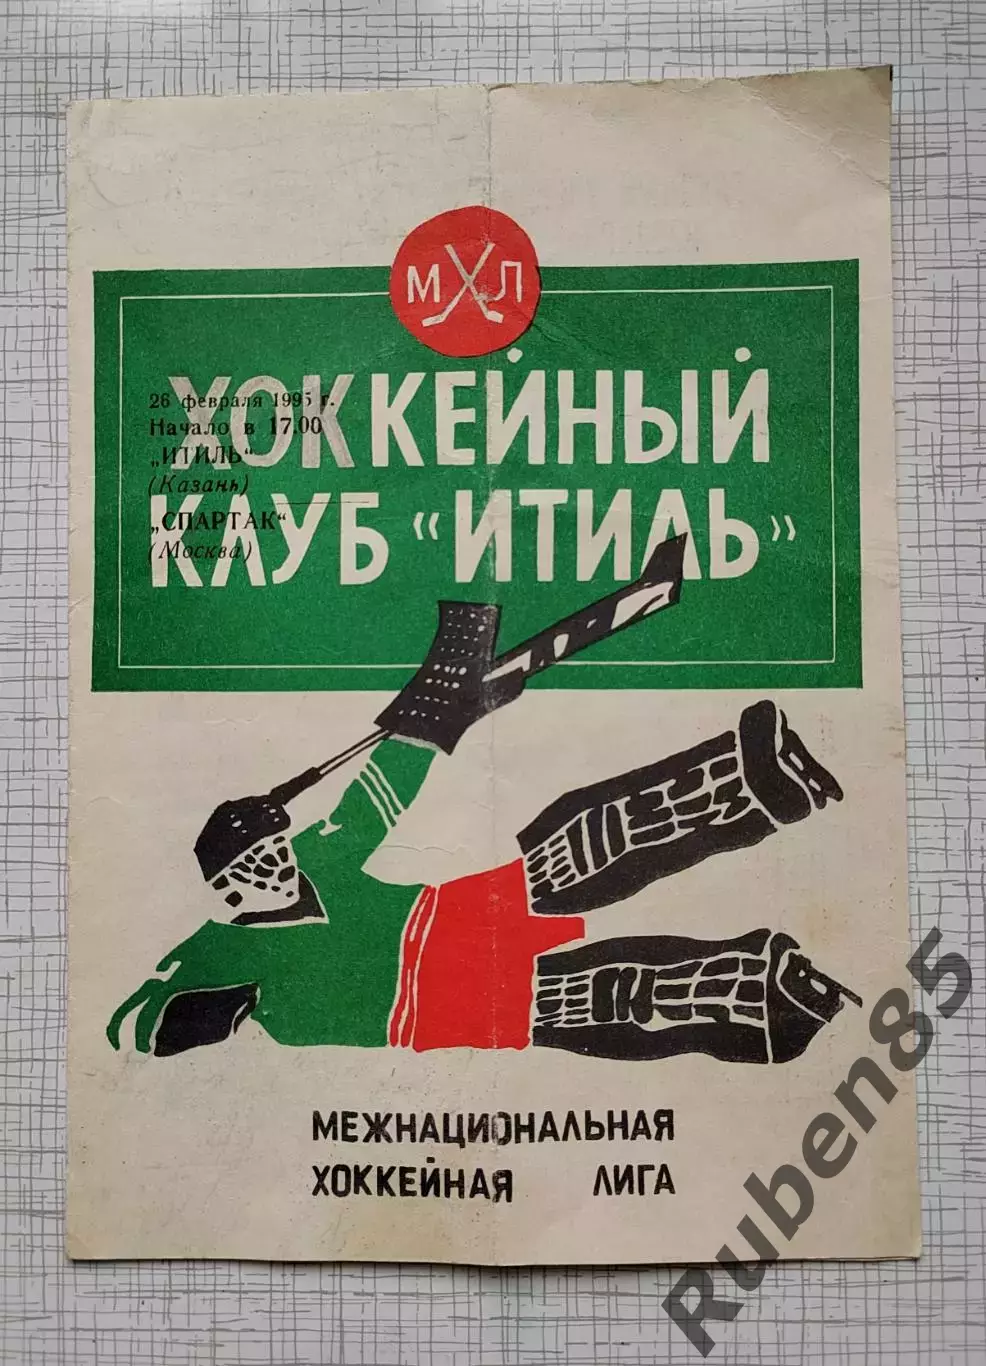 МХЛ
ХОККЕЙНЫЙ
КЛУБ “ИТИЛЬ”
26 февраля 1995 г.
Начало в 17.00
„ИТИЛЬ“
(Казань)
„СПАРТАК“
(Москва)
МЕЖНАЦИОНАЛЬНАЯ
ХОККЕЙНАЯ ЛИГА
Ruben85